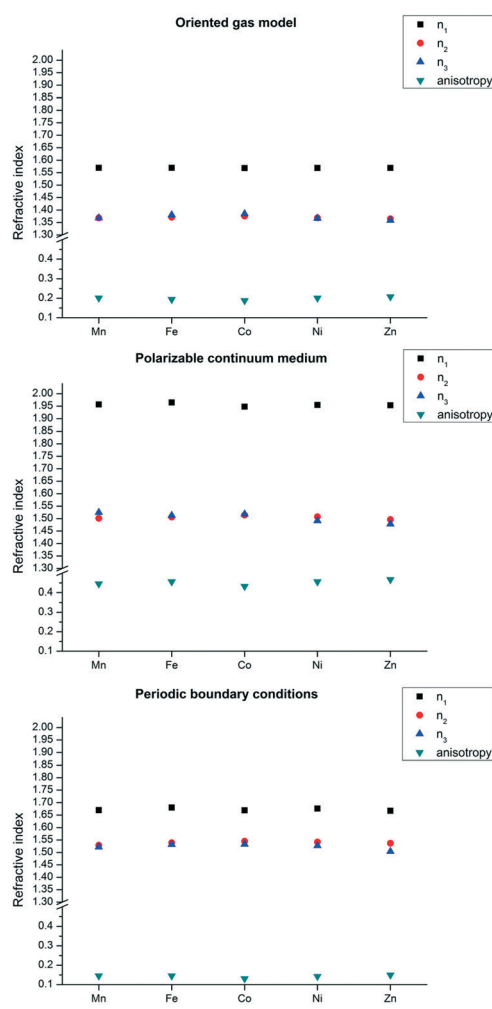 Oriented gas model
n1
n2
n3
anisotropy
Refractive index
2.00
1.95
1.90
1.85
1.80
1.75
1.70
1.65
1.60
1.55
1.50
1.45
1.40
1.35
1.30
0.4
0.3
0.2
0.1
Mn Fe Co Ni Zn
Polarizable continuum medium
n1
n2
n3
anisotropy
Refractive index
2.00
1.95
1.90
1.85
1.80
1.75
1.70
1.65
1.60
1.55
1.50
1.45
1.40
1.35
1.30
0.4
0.3
0.2
0.1
Mn Fe Co Ni Zn
Periodic boundary conditions
n1
n2
n3
anisotropy
Refractive index
2.00
1.95
1.90
1.85
1.80
1.75
1.70
1.65
1.60
1.55
1.50
1.45
1.40
1.35
1.30
0.4
0.3
0.2
0.1
Mn Fe Co Ni Zn